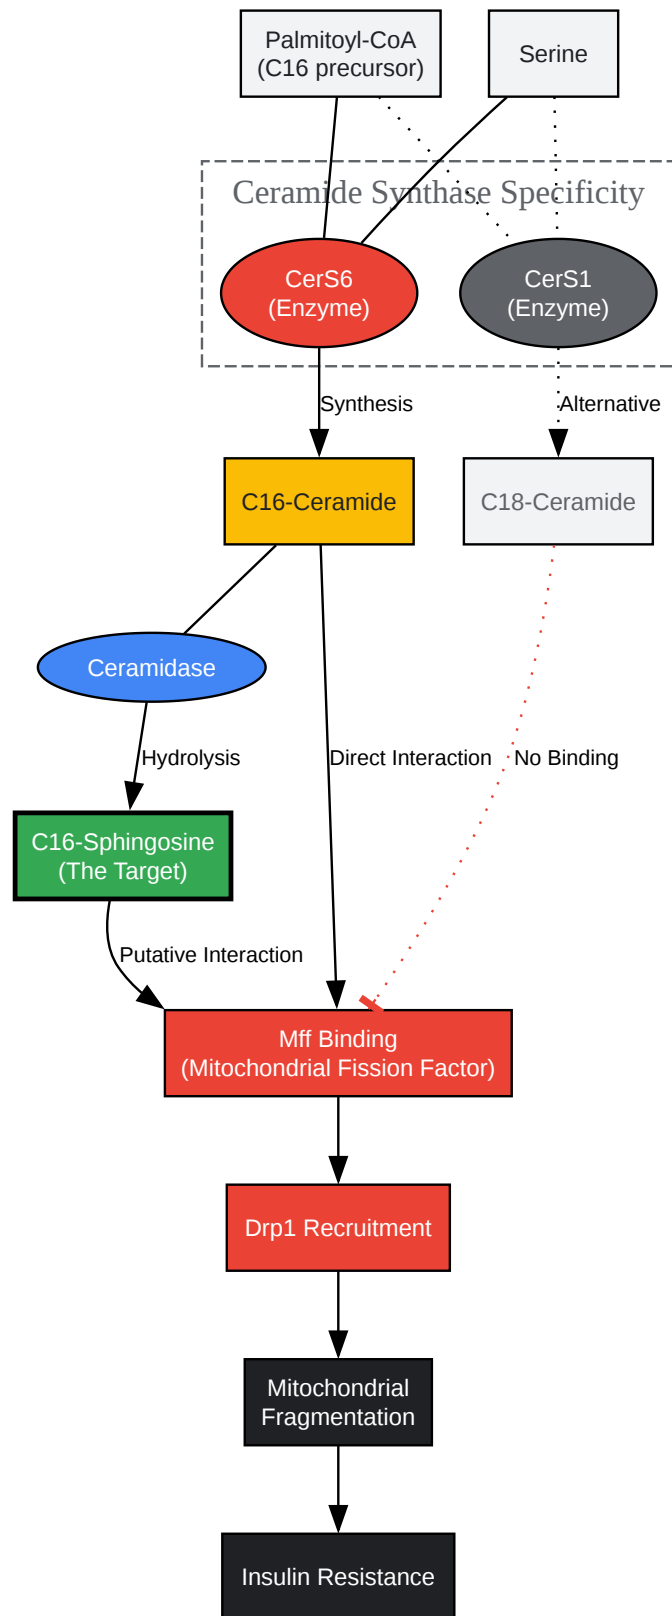 Palmitoyl-CoA
(C16 precursor)
Serine
Ceramide Synthase Specificity
CerS6
(Enzyme)
CerS1
(Enzyme)
Synthesis
Alternative
C16-Ceramide
C18-Ceramide
Ceramidase
Hydrolysis
Direct Interaction
No Binding
C16-Sphingosine
(The Target)
Putative Interaction
Mff Binding
(Mitochondrial Fission Factor)
Drp1 Recruitment
Mitochondrial
Fragmentation
Insulin Resistance